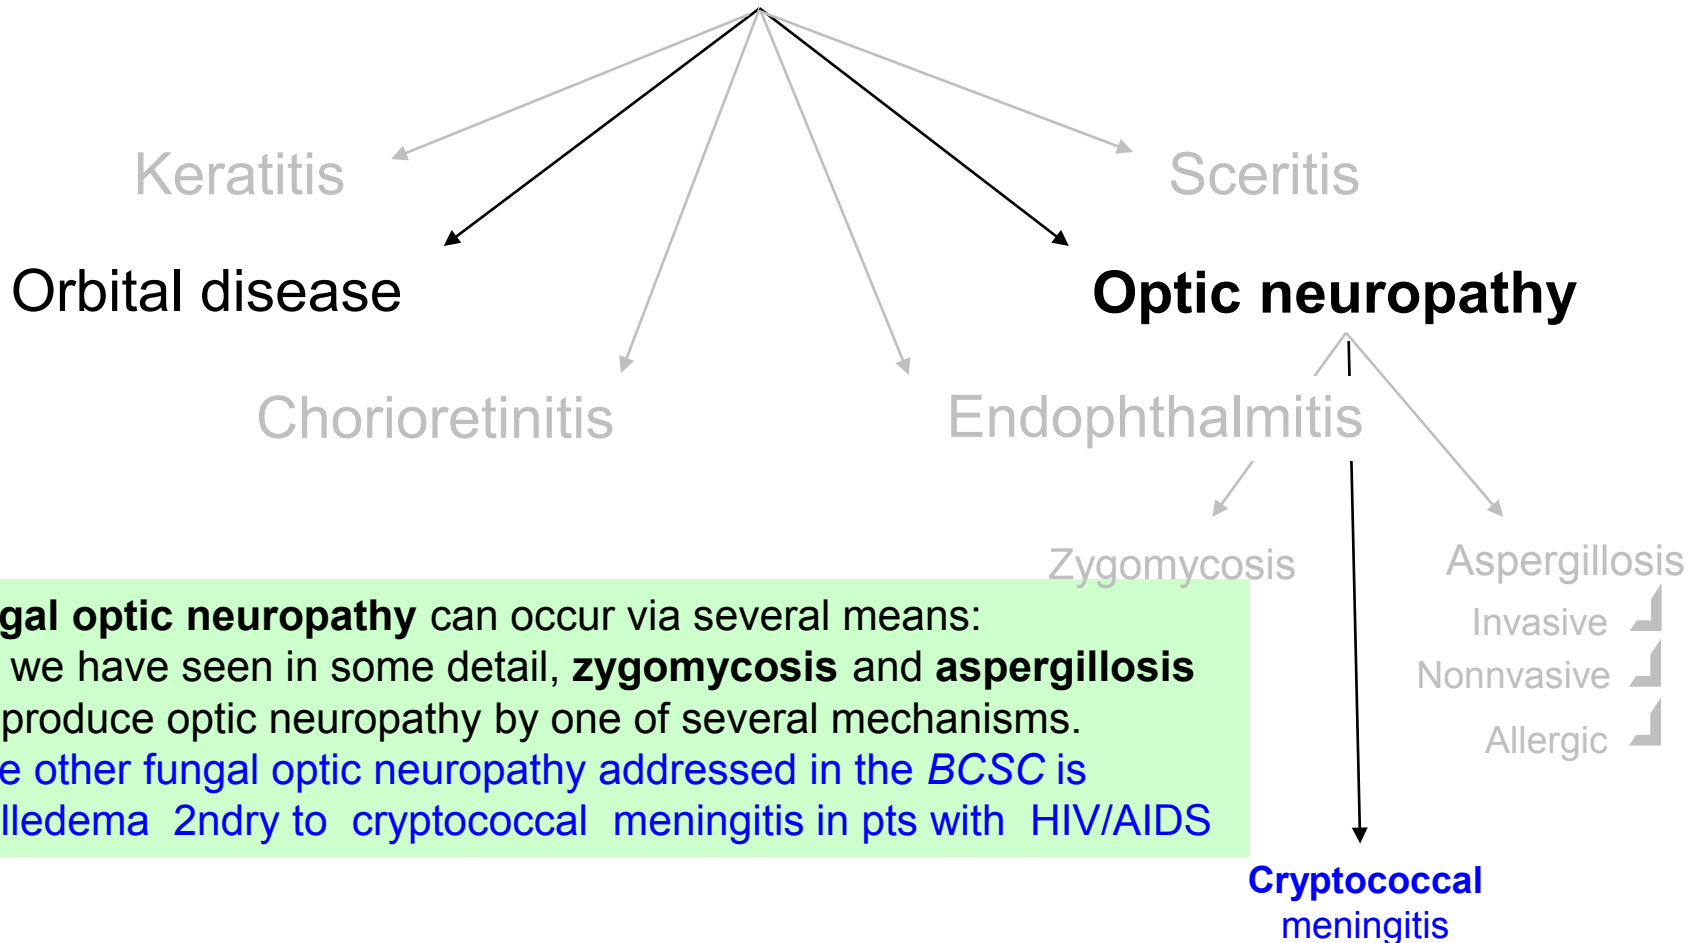 Keratitis
Sceritis
Orbital disease
Optic neuropathy
Chorioretinitis
Endophthalmitis
Zygomycosis
Aspergillosis
Invasive
Nonnvasive
Allergic
gal optic neuropathy can occur via several means:
we have seen in some detail, zygomycosis and aspergillosis
produce optic neuropathy by one of several mechanisms.
e other fungal optic neuropathy addressed in the BCSC is
lledema 2ndry to cryptococcal meningitis in pts with HIV/AIDS
Cryptococcal
meningitis